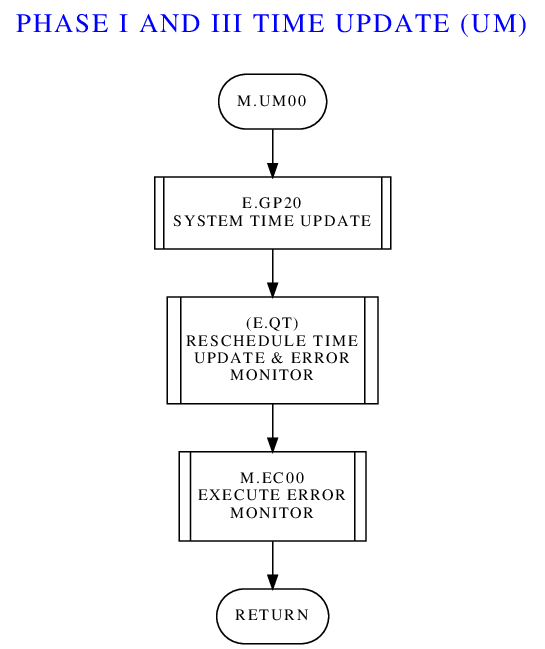 PHASE I AND III TIME UPDATE (UM)
M.UM00
E.GP20
SYSTEM TIME UPDATE
(E.QT)
RESCHEDULE TIME
UPDATE & ERROR
MONITOR
M.EC00
EXECUTE ERROR
MONITOR
RETURN